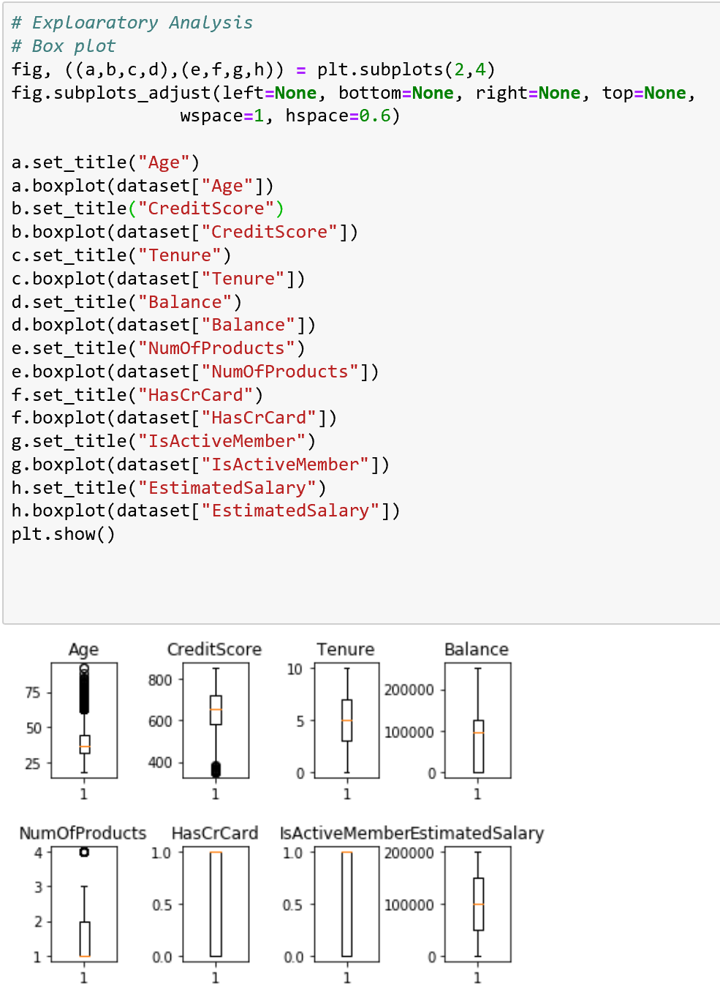 # Exploaratory Analysis
# Box plot
fig, ((a,b,c,d),(e,f,g,h)) = plt.subplots(2,4)
fig.subplots_adjust(left=None, bottom=None, right=None, top=None,
                wspace=1, hspace=0.6)

a.set_title("Age")
a.boxplot(dataset["Age"])
b.set_title("CreditScore")
b.boxplot(dataset["CreditScore"])
c.set_title("Tenure")
c.boxplot(dataset["Tenure"])
d.set_title("Balance")
d.boxplot(dataset["Balance"])
e.set_title("NumOfProducts")
e.boxplot(dataset["NumOfProducts"])
f.set_title("HasCrCard")
f.boxplot(dataset["HasCrCard"])
g.set_title("IsActiveMember")
g.boxplot(dataset["IsActiveMember"])
h.set_title("EstimatedSalary")
h.boxplot(dataset["EstimatedSalary"])
plt.show()
Age CreditScore Tenure Balance
75 50 25
800 600 400
10 5 0
200000 100000 0
1 1 1 1
NumOfProducts HasCrCard IsActiveMember EstimatedSalary
4 3 2 1
1.0 0.5 0.0
1.0 0.5 0.0
200000 100000 0
1 1 1 1